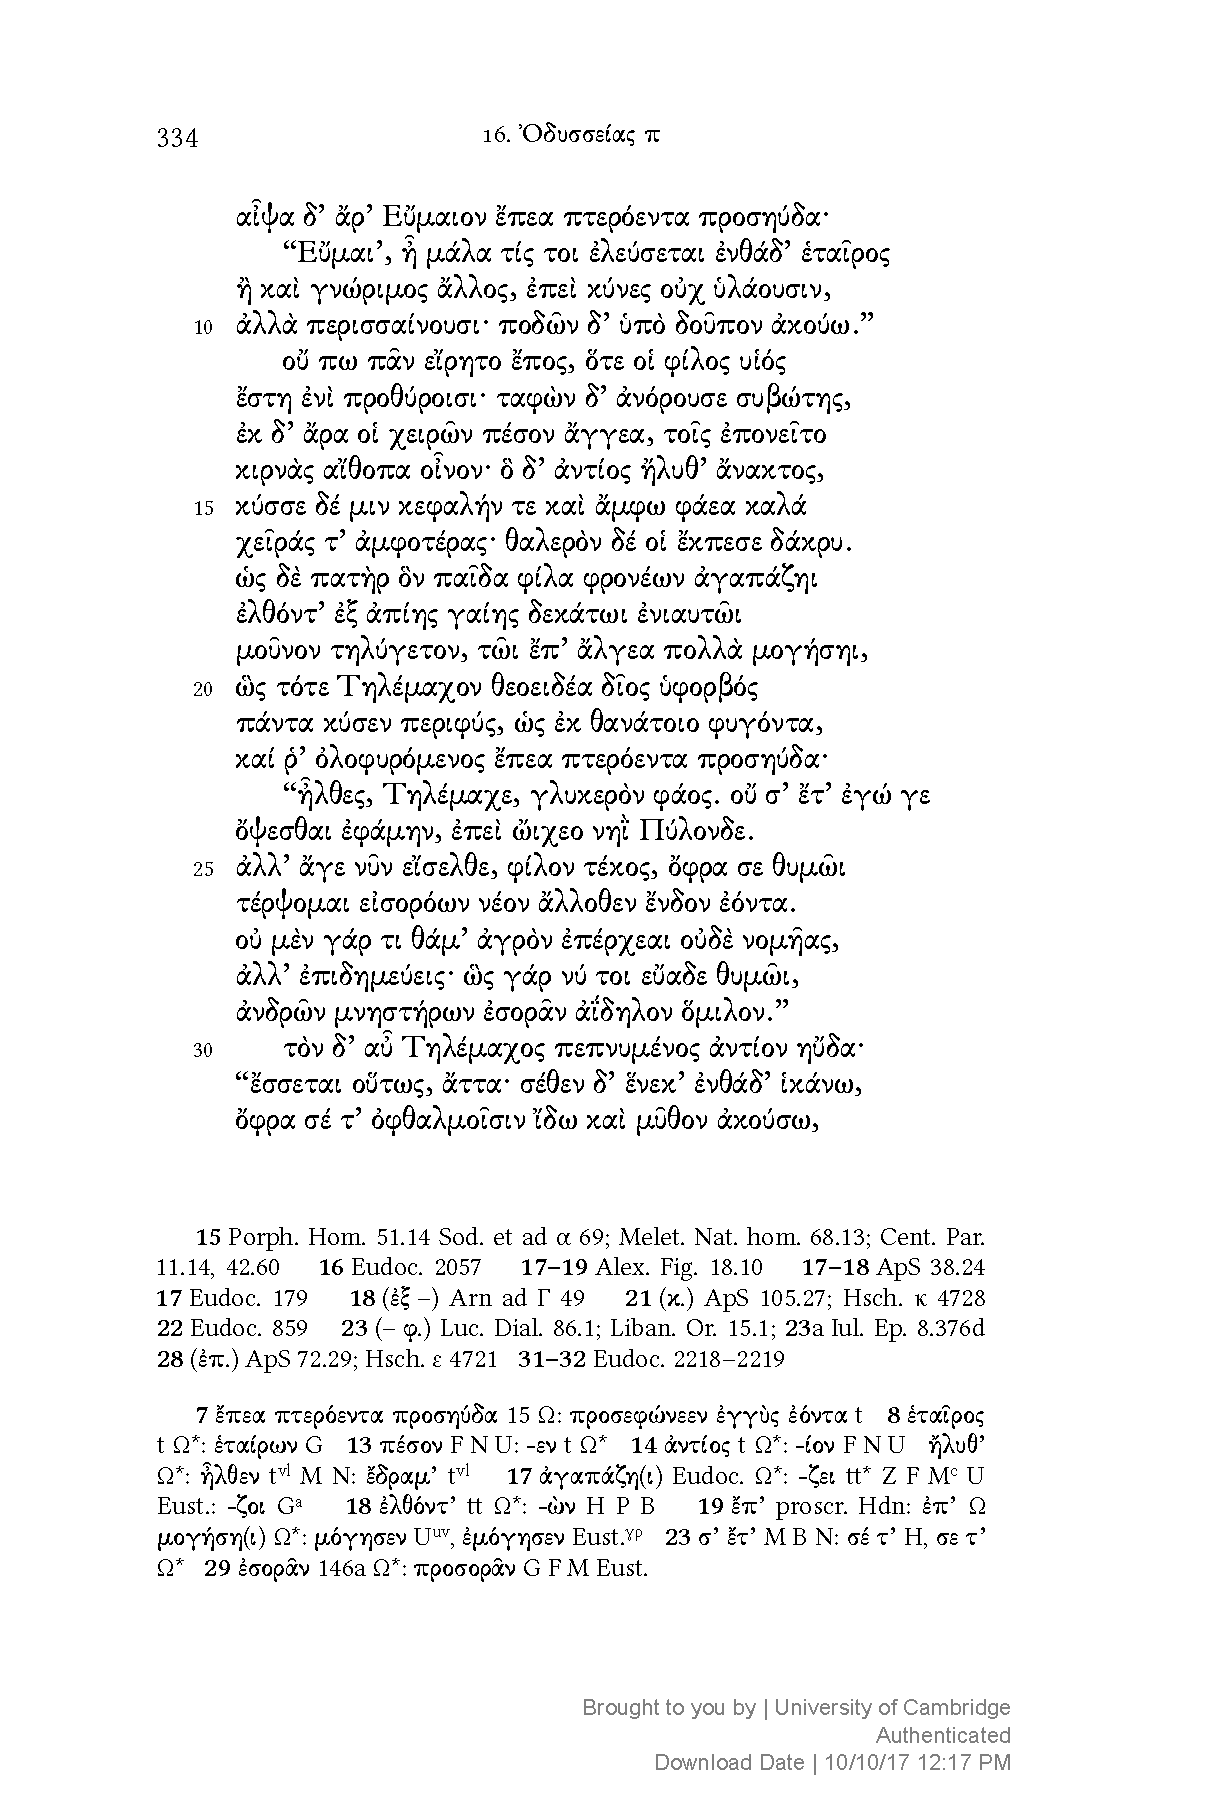 334 16. Ὀδυσσείας π
αἶψα δ’ ἄρ’ Εὔμαιον ἔπεα πτερόεντα προσηύδα·
“Εὔμαι’, ἦ μάλα τίς τοι ἐλεύσεται ἐνθάδ’ ἑταῖρος
ἢ καὶ γνώριμος ἄλλος, ἐπεὶ κύνες οὐχ ὑλάουσιν,
10 ἀλλὰ περισσαίνουσι· ποδῶν δ’ ὑπὸ δοῦπον ἀκούω.”
οὔ πω πᾶν εἴρητο ἔπος, ὅτε οἱ φίλος υἱός
ἔστη ἐνὶ προθύροισι· ταφὼν δ’ ἀνόρουσε συβώτης,
ἐκ δ’ ἄρα οἱ χειρῶν πέσον ἄγγεα, τοῖς ἐπονεῖτο
κιρνὰς αἴθοπα οἶνον· ὃ δ’ ἀντίος ἤλυθ’ ἄνακτος,
15 κύσσε δέ μιν κεφαλήν τε καὶ ἄμφω φάεα καλά
χεῖράς τ’ ἀμφοτέρας· θαλερὸν δέ οἱ ἔκπεσε δάκρυ.
ὡς δὲ πατὴρ ὃν παῖδα φίλα φρονέων ἀγαπάζηι
ἐλθόντ’ ἐξ ἀπίης γαίης δεκάτωι ἐνιαυτῶι
μοῦνον τηλύγετον, τῶι ἔπ’ ἄλγεα πολλὰ μογήσηι,
20 ὣς τότε Τηλέμαχον θεοειδέα δῖος ὑφορβός
πάντα κύσεν περιφύς, ὡς ἐκ θανάτοιο φυγόντα,
καί ῥ’ ὀλοφυρόμενος ἔπεα πτερόεντα προσηύδα·
“ἦλθες, Τηλέμαχε, γλυκερὸν φάος. οὔ σ’ ἔτ’ ἐγώ γε
ὄψεσθαι ἐφάμην, ἐπεὶ ὤιχεο νηῒ Πύλονδε.
25 ἀλλ’ ἄγε νῦν εἴσελθε, φίλον τέκος, ὄφρα σε θυμῶι
τέρψομαι εἰσορόων νέον ἄλλοθεν ἔνδον ἐόντα.
οὐ μὲν γάρ τι θάμ’ ἀγρὸν ἐπέρχεαι οὐδὲ νομῆας,
ἀλλ’ ἐπιδημεύεις· ὣς γάρ νύ τοι εὔαδε θυμῶι,
ἀνδρῶν μνηστήρων ἐσορᾶν ἀΐδηλον ὅμιλον.”
30 τὸν δ’ αὖ Τηλέμαχος πεπνυμένος ἀντίον ηὔδα·
“ἔσσεται οὕτως, ἄττα· σέθεν δ’ ἕνεκ’ ἐνθάδ’ ἱκάνω,
ὄφρα σέ τ’ ὀφθαλμοῖσιν ἴδω καὶ μῦθον ἀκούσω,
15 Porph. Hom. 51.14 Sod. et ad α 69; Melet. Nat. hom. 68.13; Cent. Par.
11.14, 42.60 16 Eudoc. 2057 17–19 Alex. Fig. 18.10 17–18 ApS 38.24
17 Eudoc. 179 18 (ἐξ –) Arn ad Γ 49 21 (κ.) ApS 105.27; Hsch. κ 4728
22 Eudoc. 859 23 (– φ.) Luc. Dial. 86.1; Liban. Or. 15.1; 23a Iul. Ep. 8.376d
28 (ἐπ.) ApS 72.29; Hsch. ε 4721 31–32 Eudoc. 2218–2219
7 ἔπεα πτερόεντα προσηύδα 15 Ω: προσεφώνεεν ἐγγὺς ἐόντα t 8 ἑταῖρος
t Ω*: ἑταίρων G 13 πέσον F N U: -εν t Ω* 14 ἀντίος t Ω*: -ίον F N U ἤλυθ’
Ω*: ἦλθεν tᵛˡ M N: ἔδραμ’ tᵛˡ 17 ἀγαπάζη(ι) Eudoc. Ω*: -ζει tt* Z F Mᶜ U
Eust.: -ζοι Gᵃ 18 ἐλθόντ’ tt Ω*: -ὼν H P B 19 ἔπ’ proscr. Hdn: ἐπ’ Ω
μογήση(ι) Ω*: μόγησεν Uᵘᵛ, ἐμόγησεν Eust.ᵞᵖ 23 σ’ ἔτ’ M B N: σέ τ’ H, σε τ’
Ω* 29 ἐσορᾶν 146a Ω*: προσορᾶν G F M Eust.
Brought to you by | University of Cambridge
Authenticated
Download Date | 10/10/17 12:17 PM